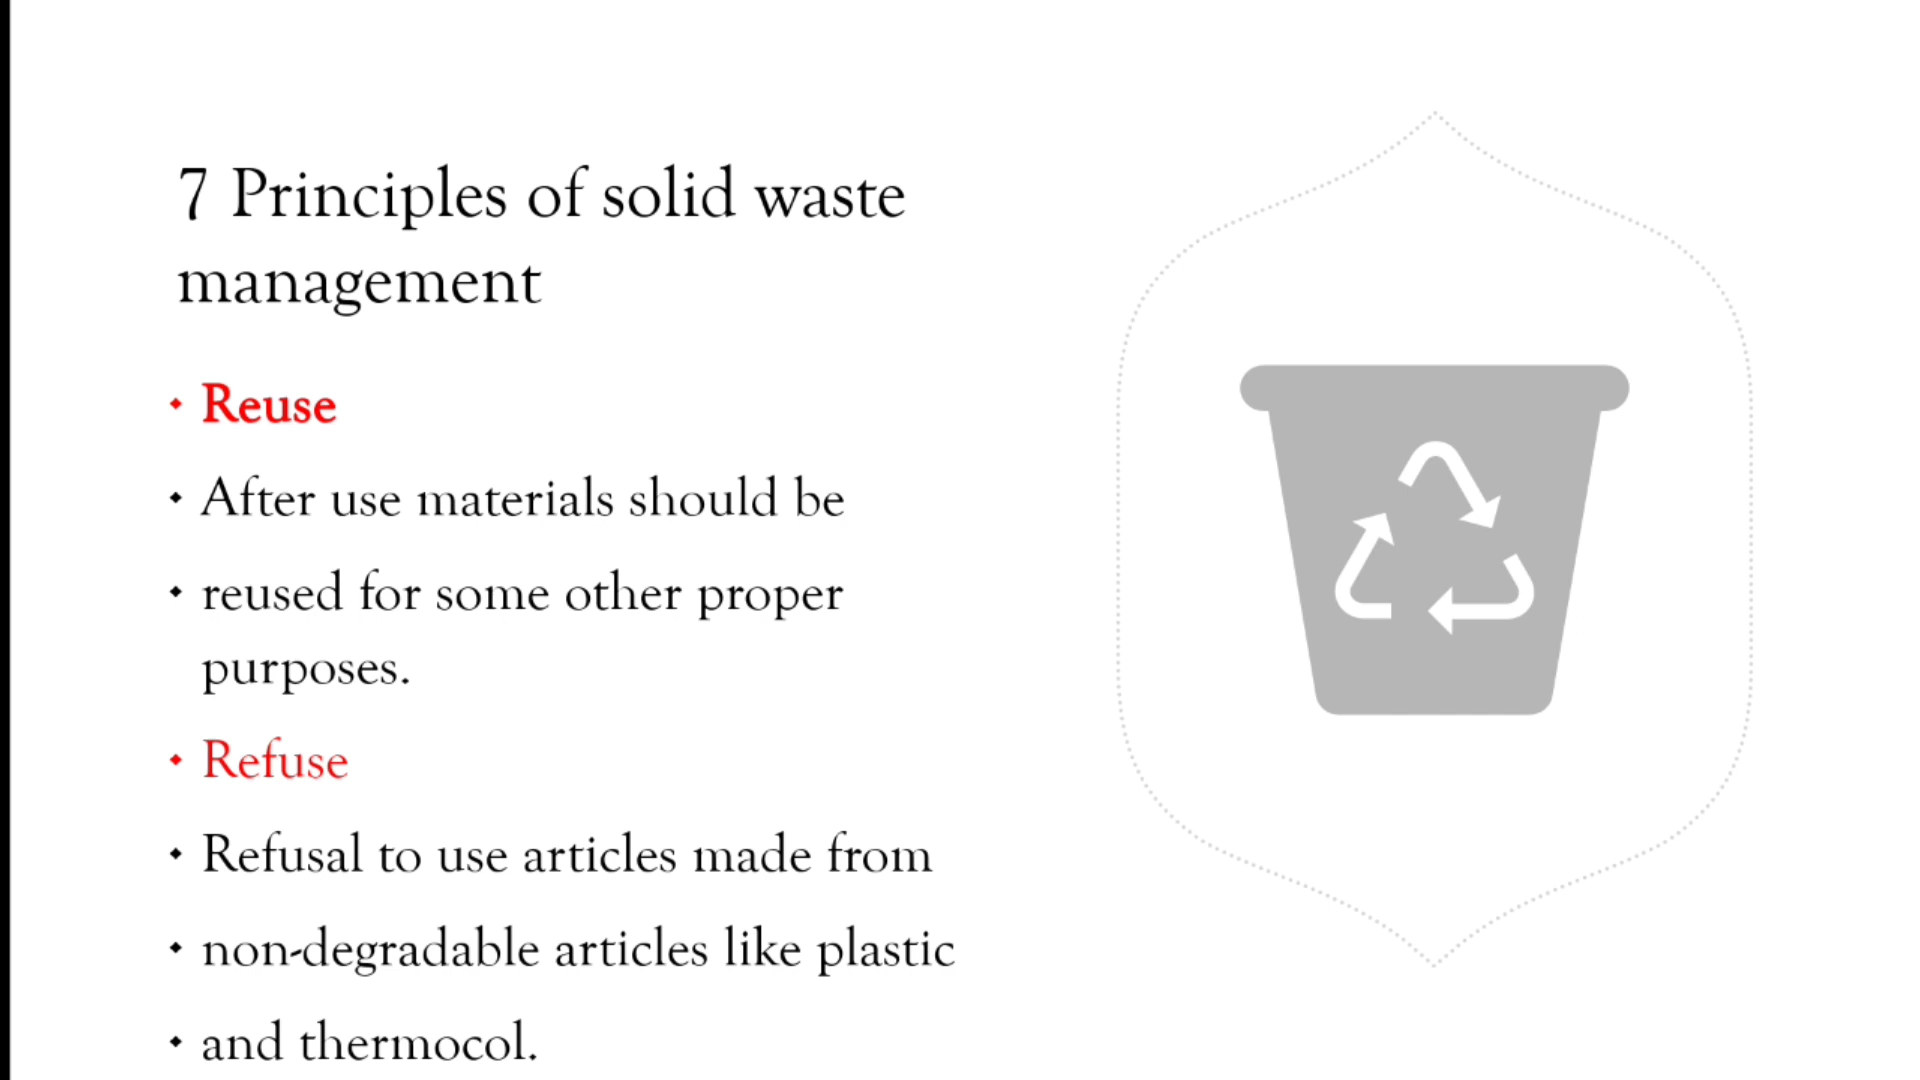 7 Principles of solid waste
management
• Reuse
• After use materials should be
• reused for some other proper
purposes.
• Refuse
• Refusal to use articles made from
• non-degradable articles like plastic
• and thermocol.